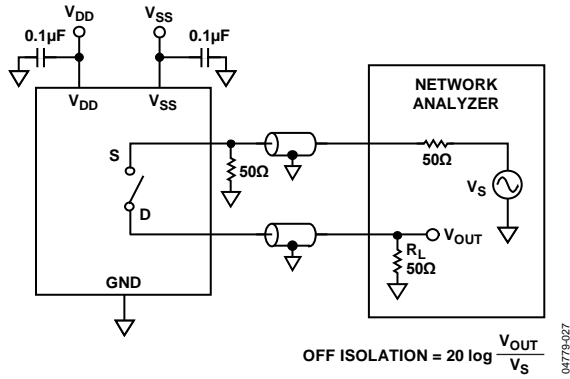 VDD
VSS
0.1µF
0.1µF
VDD
VSS
NETWORK
ANALYZER
S
50Ω
50Ω
VS
D
VOUT
RL
50Ω
GND
OFF ISOLATION = 20 log VOUT / VS
04779-027